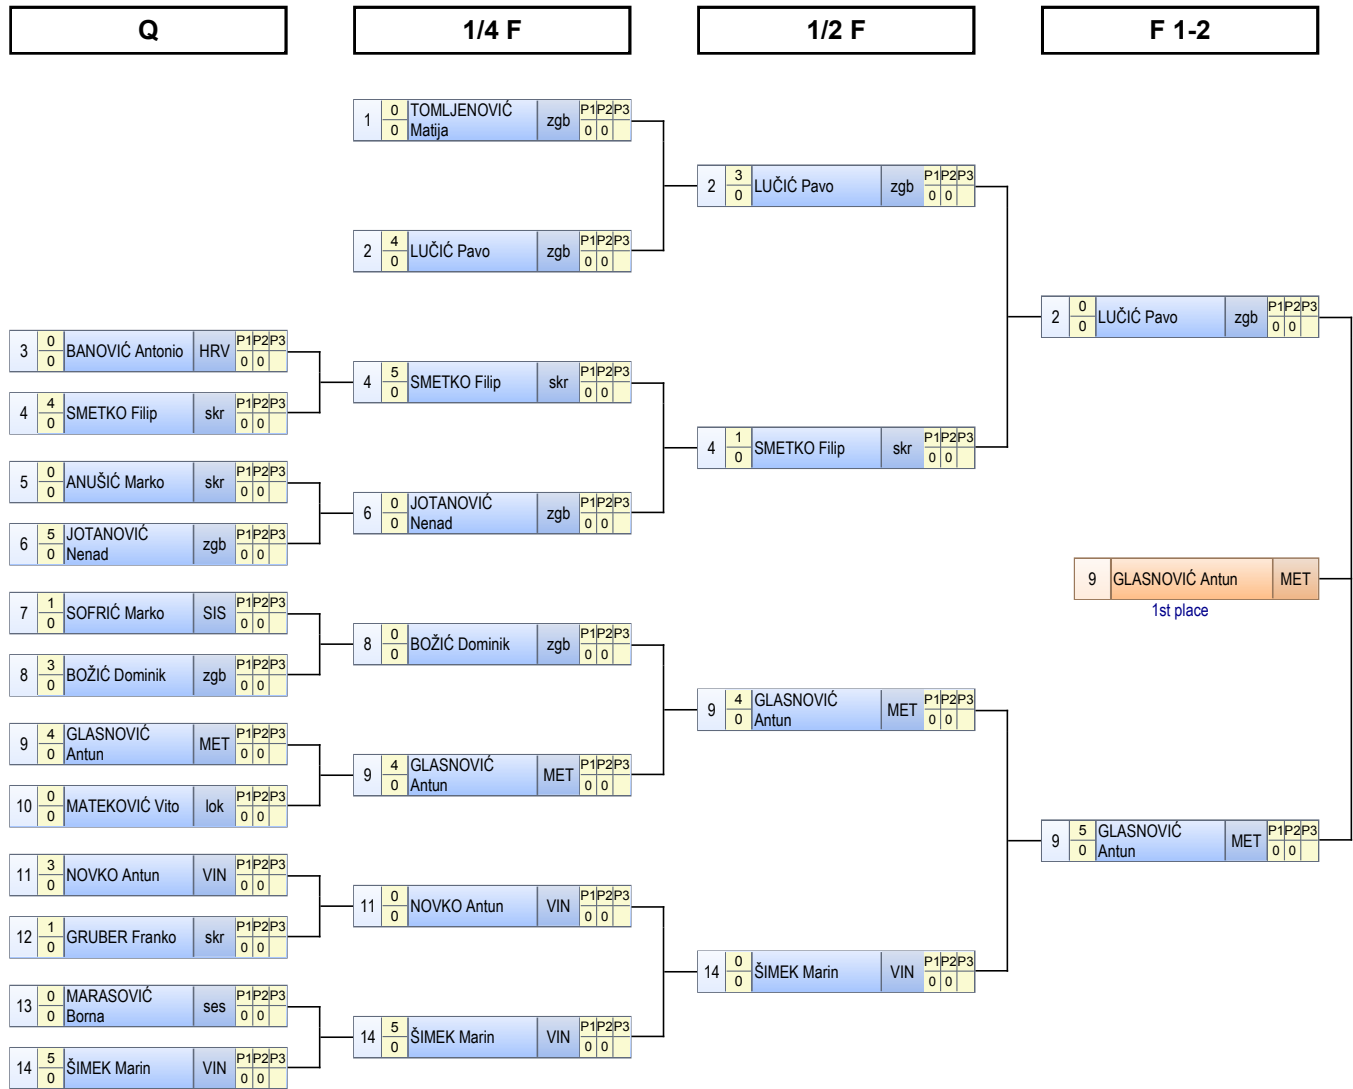 Q
1/4 F
1/2 F
F 1-2
1 0 TOMLJENOVIĆ zgb P1 P2 P3
0 Matija 0 0
2 4 LUČIĆ Pavo zgb P1 P2 P3
0 0 0
3 0 BANOVIĆ Antonio HRV P1 P2 P3
0 0 0
4 4 SMETKO Filip skr P1 P2 P3
0 0 0
5 0 ANUŠIĆ Marko skr P1 P2 P3
0 0 0
6 5 JOTANOVIĆ zgb P1 P2 P3
0 Nenad 0 0
7 1 SOFRIĆ Marko SIS P1 P2 P3
0 0 0
8 3 BOŽIĆ Dominik zgb P1 P2 P3
0 0 0
9 4 GLASNOVIĆ MET P1 P2 P3
0 Antun 0 0
10 0 MATEKOVIĆ Vito lok P1 P2 P3
0 0 0
11 3 NOVKO Antun VIN P1 P2 P3
0 0 0
12 1 GRUBER Franko skr P1 P2 P3
0 0 0
13 0 MARASOVIĆ ses P1 P2 P3
0 Borna 0 0
14 5 ŠIMEK Marin VIN P1 P2 P3
0 0 0
4 5 SMETKO Filip skr P1 P2 P3
0 0 0
6 0 JOTANOVIĆ zgb P1 P2 P3
0 Nenad 0 0
8 0 BOŽIĆ Dominik zgb P1 P2 P3
0 0 0
9 4 GLASNOVIĆ MET P1 P2 P3
0 Antun 0 0
11 0 NOVKO Antun VIN P1 P2 P3
0 0 0
14 5 ŠIMEK Marin VIN P1 P2 P3
0 0 0
2 3 LUČIĆ Pavo zgb P1 P2 P3
0 0 0
4 1 SMETKO Filip skr P1 P2 P3
0 0 0
9 4 GLASNOVIĆ MET P1 P2 P3
0 Antun 0 0
14 0 ŠIMEK Marin VIN P1 P2 P3
0 0 0
2 0 LUČIĆ Pavo zgb P1 P2 P3
0 0 0
9 GLASNOVIĆ Antun MET
1st place
9 5 GLASNOVIĆ MET P1 P2 P3
0 Antun 0 0